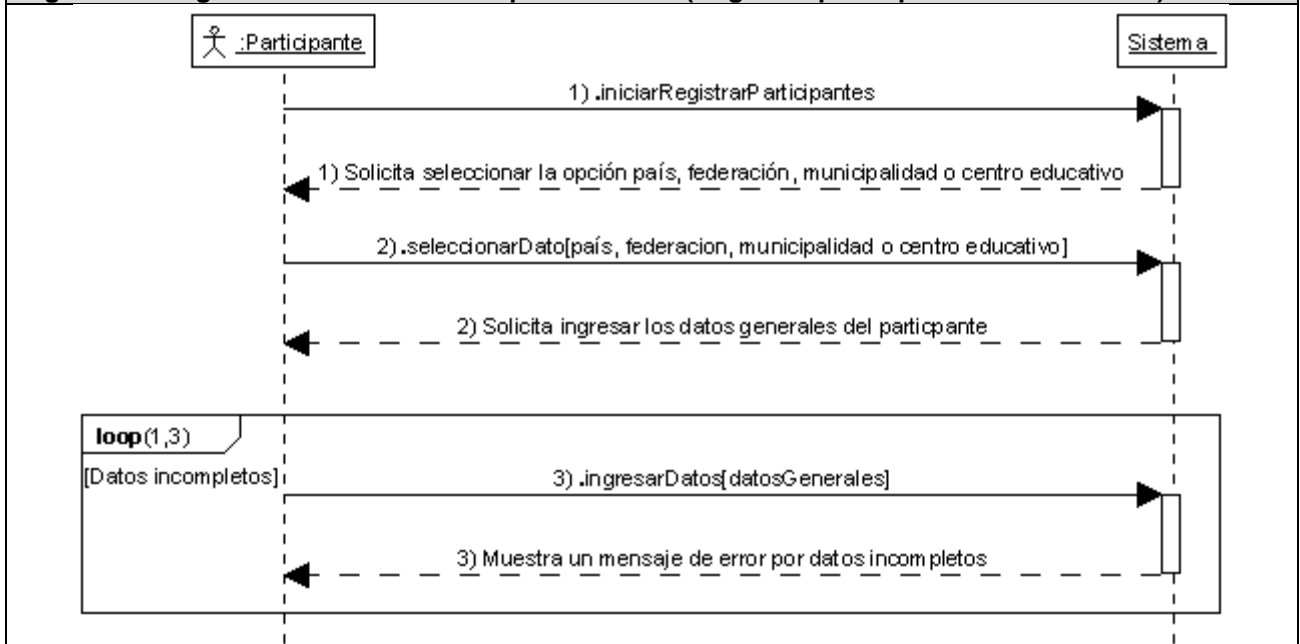 :Participante
Sistema
1) .iniciarRegistrarParticipantes
1) Solicita seleccionar la opción país, federación, municipalidad o centro educativo
2) .seleccionarDato[país, federacion, municipalidad o centro educativo]
2) Solicita ingresar los datos generales del particpante
loop(1,3)
[Datos incompletos]
3) .ingresarDatos[datosGenerales]
3) Muestra un mensaje de error por datos incompletos